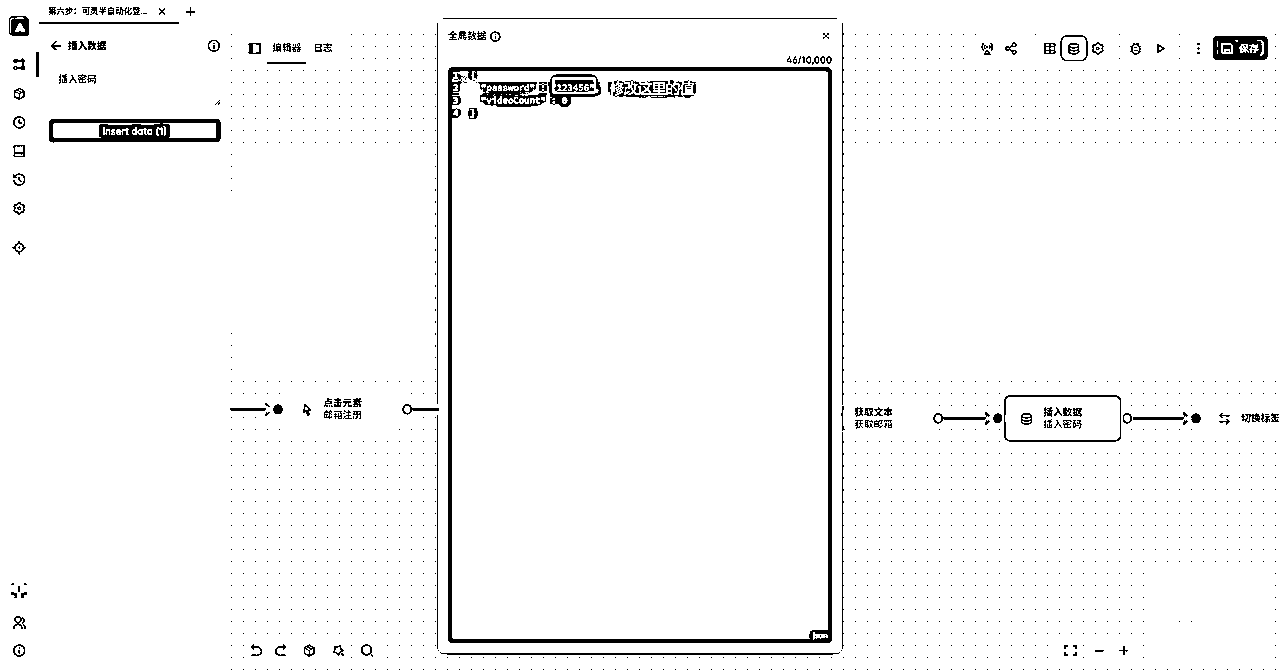 第六步：可灵半自动化登...
插入数据
插入密码
Insert data (1)
编辑器 日志
全局数据
46/10,000
1 {
2 "password" : "123456" 修改这里的值
3 "videoCount" : 0
4 }
json
点击元素
邮箱注册
获取文本
获取邮箱
插入数据
插入密码
切换标签
保存